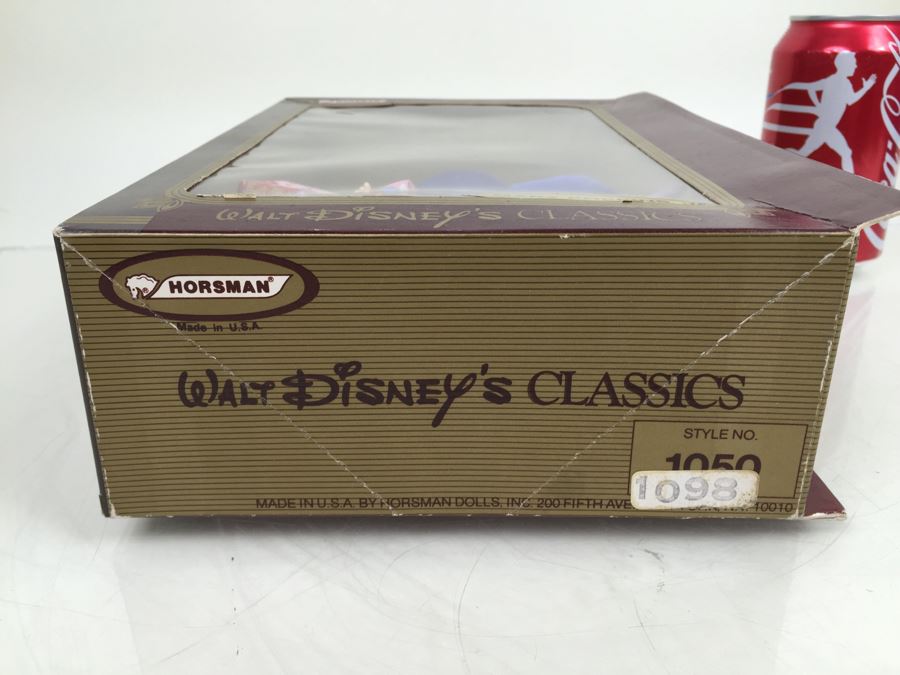 WALT DISNEY'S CLASSICS
HORSMAN®
Made in U.S.A.
WALT DISNEY'S CLASSICS
STYLE NO.
1050
1098
MADE IN U.S.A. BY HORSMAN DOLLS, INC. 200 FIFTH AVE 10010